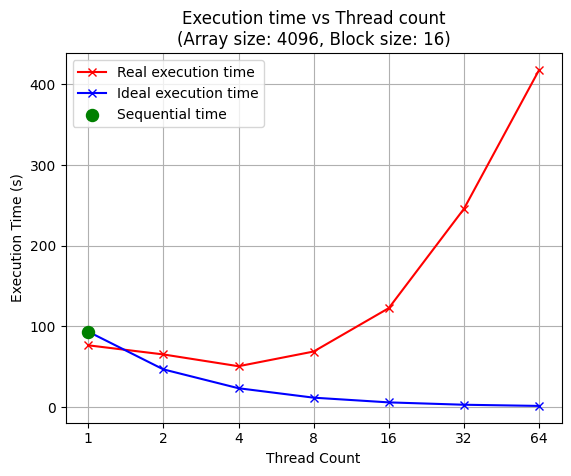 Execution time vs Thread count
(Array size: 4096, Block size: 16)
Real execution time
Ideal execution time
Sequential time
Execution Time (s)
400
300
200
100
0
1 2 4 8 16 32 64
Thread Count